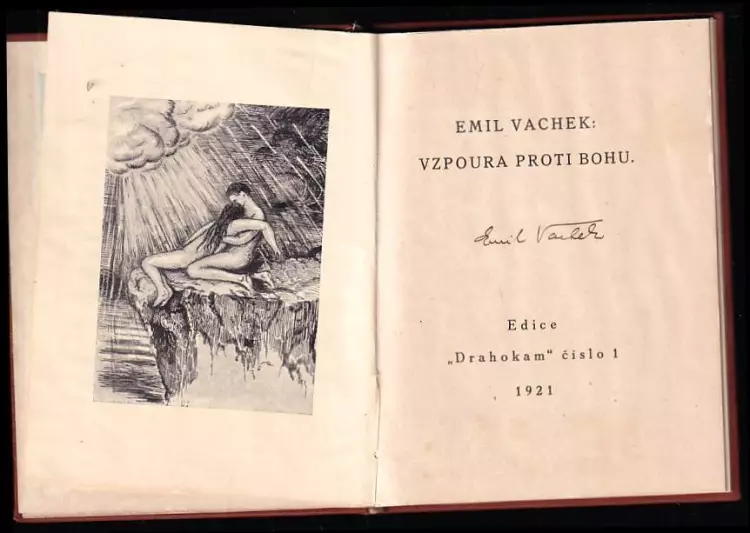 EMIL VACHEK:
VZPOURA PROTI BOHU.
Emil Vachek
Edice
„Drahokam“ číslo 1
1921